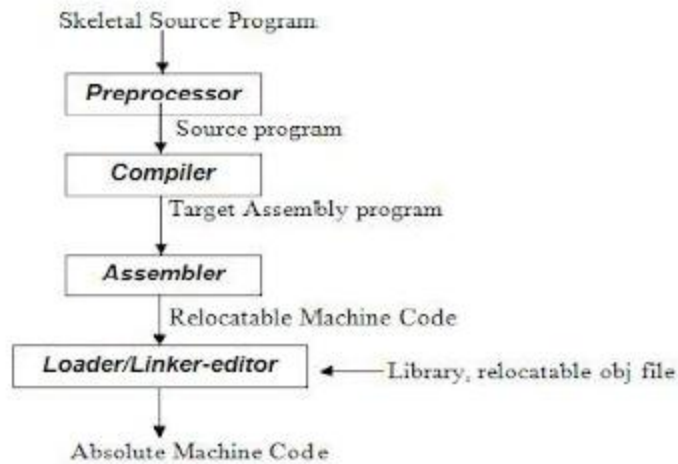 Skeletal Source Program
Preprocessor
Source program
Compiler
Target Assembly program
Assembler
Relocatable Machine Code
Loader/Linker-editor
Library, relocatable obj file
Absolute Machine Code